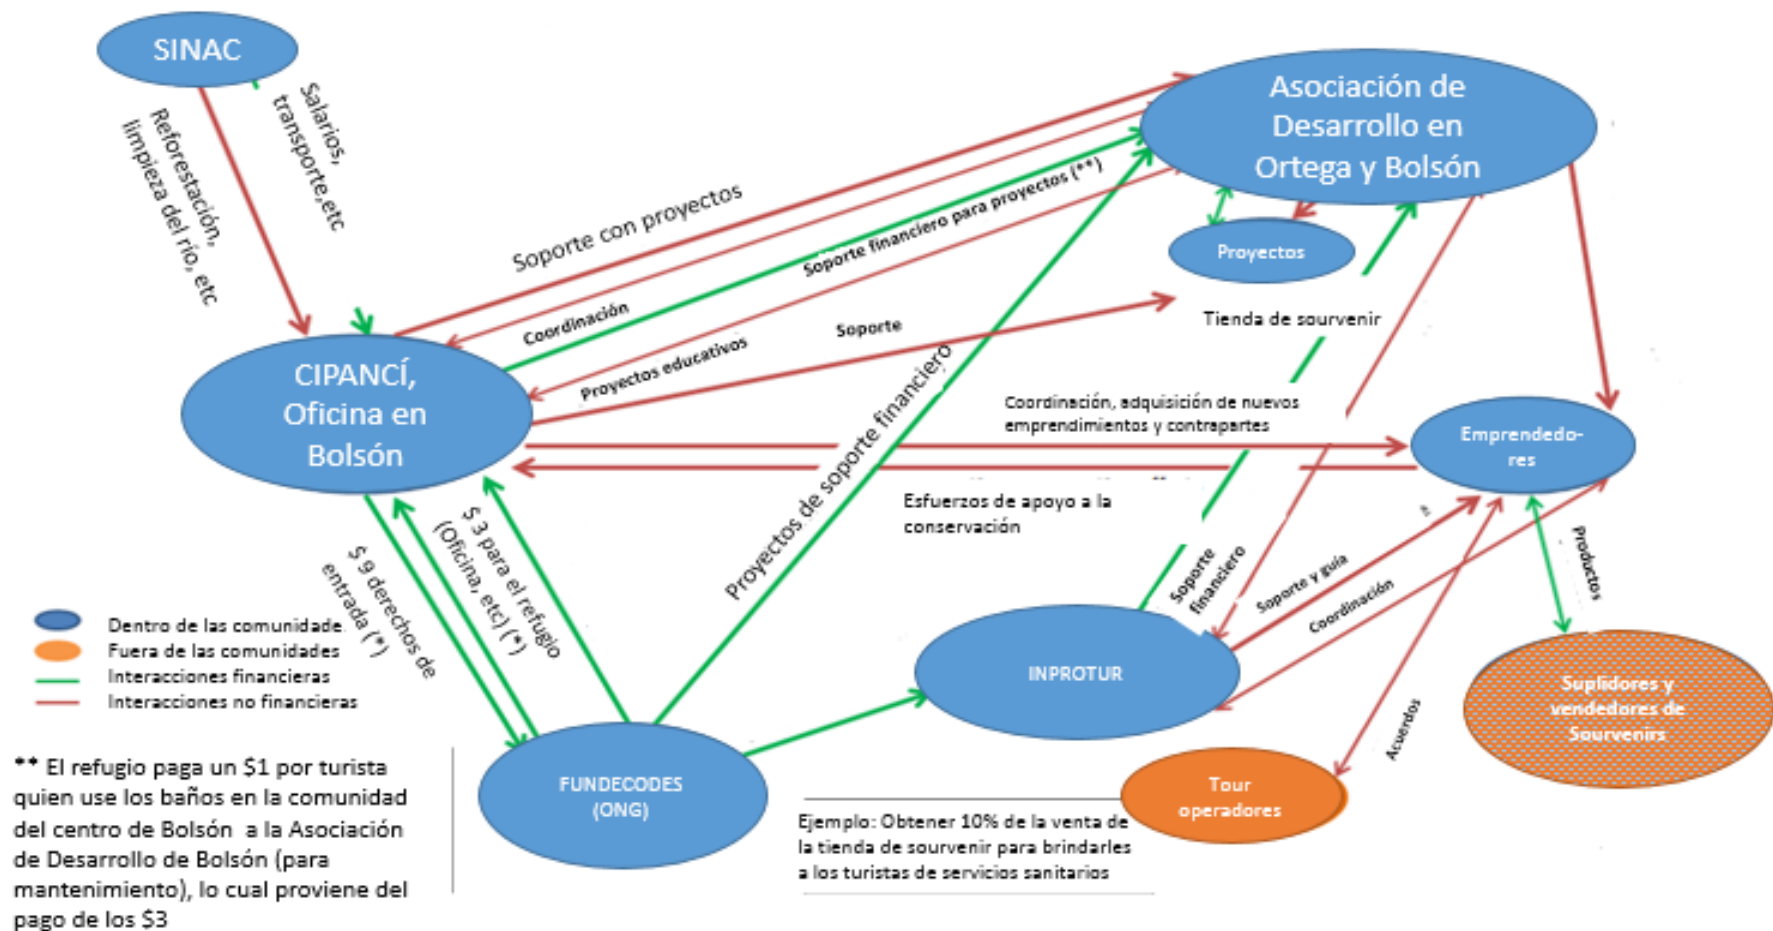 SINAC
Salarios,
transporte,etc
Reforestación,
limpieza del río, etc
Asociación de
Desarrollo en
Ortega y Bolsón
Soporte con proyectos
Soporte financiero para proyectos (**)
Proyectos
Coordinación
Soporte
Proyectos educativos
Tienda de sourvenir
CIPANCÍ,
Oficina en
Bolsón
Proyectos de soporte financiero
Coordinación, adquisición de nuevos
emprendimientos y contrapartes
Emprendedo-
res
Esfuerzos de apoyo a la
conservación
$ 9 derechos de
entrada (*)
$ 3 para el refugio
(Oficina, etc) (*)
Soporte
financiero
Soporte y guía
Coordinación
Productos
Acuerdos
Dentro de las comunidade
Fuera de las comunidades
Interacciones financieras
Interacciones no financieras
INPROTUR
Suplidores y
vendedores de
Sourvenirs
FUNDECODES
(ONG)
Tour
operadores
** El refugio paga un $1 por turista
quien use los baños en la comunidad
del centro de Bolsón a la Asociación
de Desarrollo de Bolsón (para
mantenimiento), lo cual proviene del
pago de los $3
Ejemplo: Obtener 10% de la venta de
la tienda de sourvenir para brindarles
a los turistas de servicios sanitarios